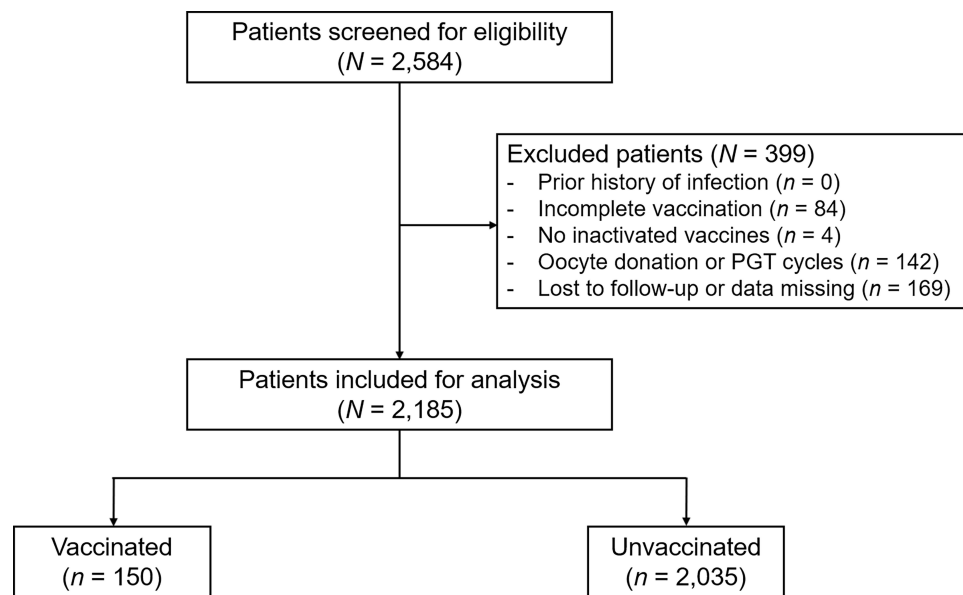 Patients screened for eligibility
(N = 2,584)
Excluded patients (N = 399)
- Prior history of infection (n = 0)
- Incomplete vaccination (n = 84)
- No inactivated vaccines (n = 4)
- Oocyte donation or PGT cycles (n = 142)
- Lost to follow-up or data missing (n = 169)
Patients included for analysis
(N = 2,185)
Vaccinated
(n = 150)
Unvaccinated
(n = 2,035)